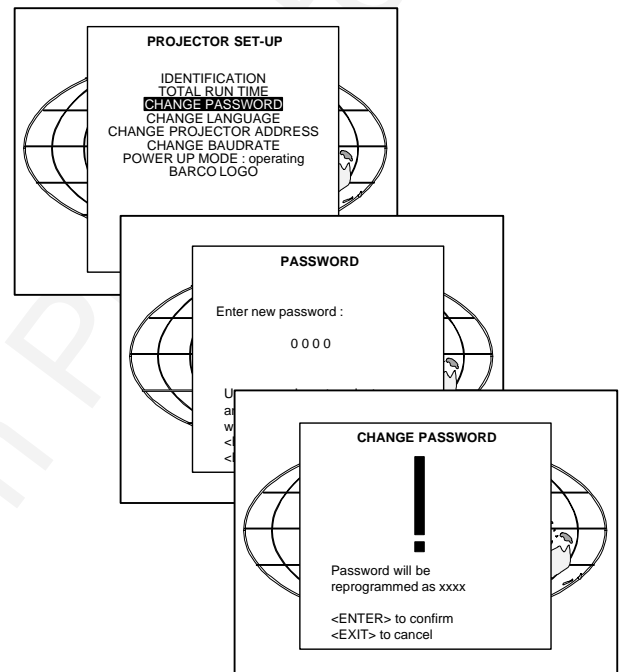 PROJECTOR SET-UP
IDENTIFICATION
TOTAL RUN TIME
CHANGE PASSWORD
CHANGE LANGUAGE
CHANGE PROJECTOR ADDRESS
CHANGE BAUDRATE
POWER UP MODE : operating
BARCO LOGO
PASSWORD
Enter new password :
0 0 0 0
CHANGE PASSWORD
!
Password will be
reprogrammed as xxxx
<ENTER> to confirm
<EXIT> to cancel